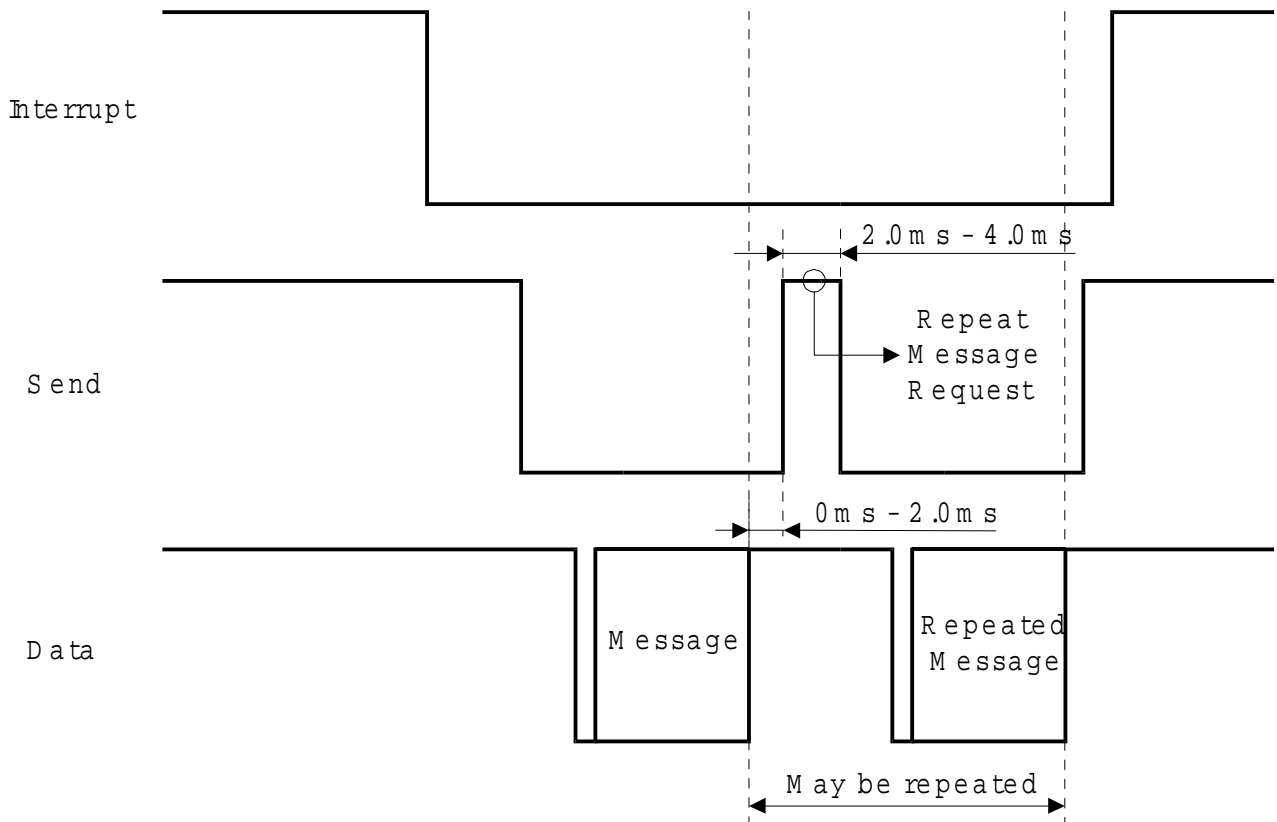 Interrupt
2.0ms - 4.0ms
Repeat
Message
Request
Send
0ms - 2.0ms
Data
Message
Repeated
Message
May be repeated